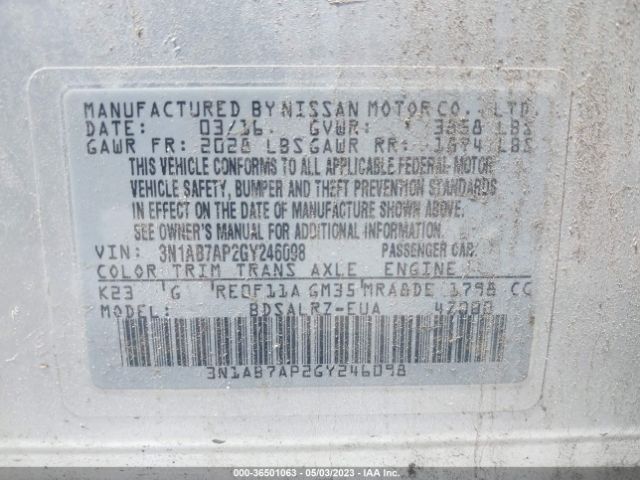 MANUFACTURED BY NISSAN MOTOR CO., LTD.
DATE: 03/16 GVWR: 3858 LBS
GAWR FR: 2028 LBS GAWR RR: 1874 LBS
THIS VEHICLE CONFORMS TO ALL APPLICABLE FEDERAL MOTOR
VEHICLE SAFETY, BUMPER AND THEFT PREVENTION STANDARDS
IN EFFECT ON THE DATE OF MANUFACTURE SHOWN ABOVE.
SEE OWNER'S MANUAL FOR ADDITIONAL INFORMATION.
VIN: 3N1AB7AP2GY246098 PASSENGER CAR
COLOR TRIM TRANS AXLE ENGINE
K23 G RE0F11A GM35 MRA8DE 1798 CC
MODEL: BDSALRZ-EUA
3N1AB7AP2GY246098
000-36501063 - 05/03/2023 - IAA Inc.